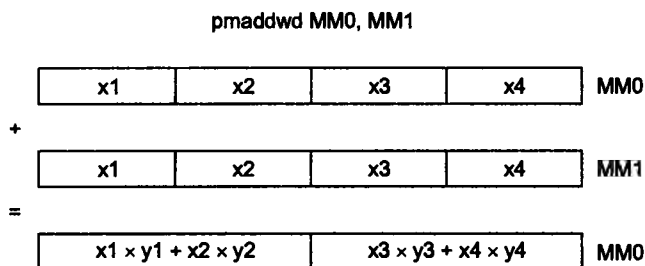 pmaddwd MM0, MM1
x1 x2 x3 x4 MM0
+
x1 x2 x3 x4 MM1
=
x1 × y1 + x2 × y2 x3 × y3 + x4 × y4 MM0